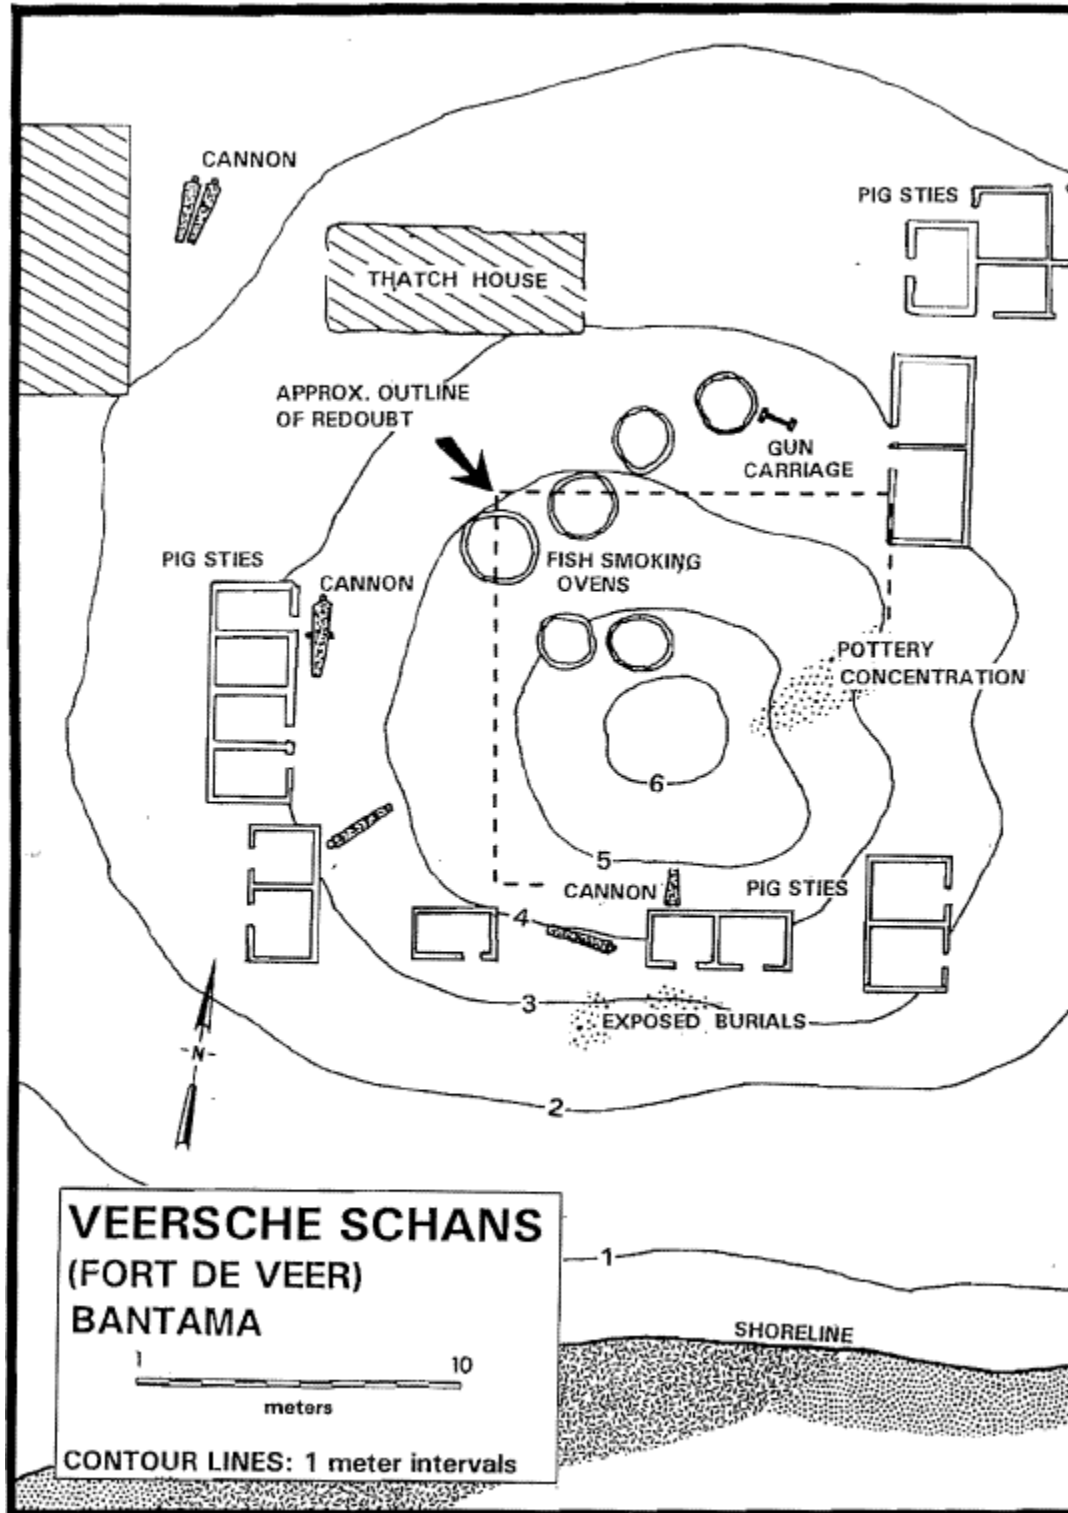 CANNON
PIG STIES
THATCH HOUSE
APPROX. OUTLINE
OF REDOUBT
GUN
CARRIAGE
PIG STIES
CANNON
FISH SMOKING
OVENS
POTTERY
CONCENTRATION
6
5
CANNON
PIG STIES
4
3
EXPOSED BURIALS
-N-
2
VEERSCHE SCHANS
(FORT DE VEER)
BANTAMA
1 10
meters
CONTOUR LINES: 1 meter intervals
1
SHORELINE